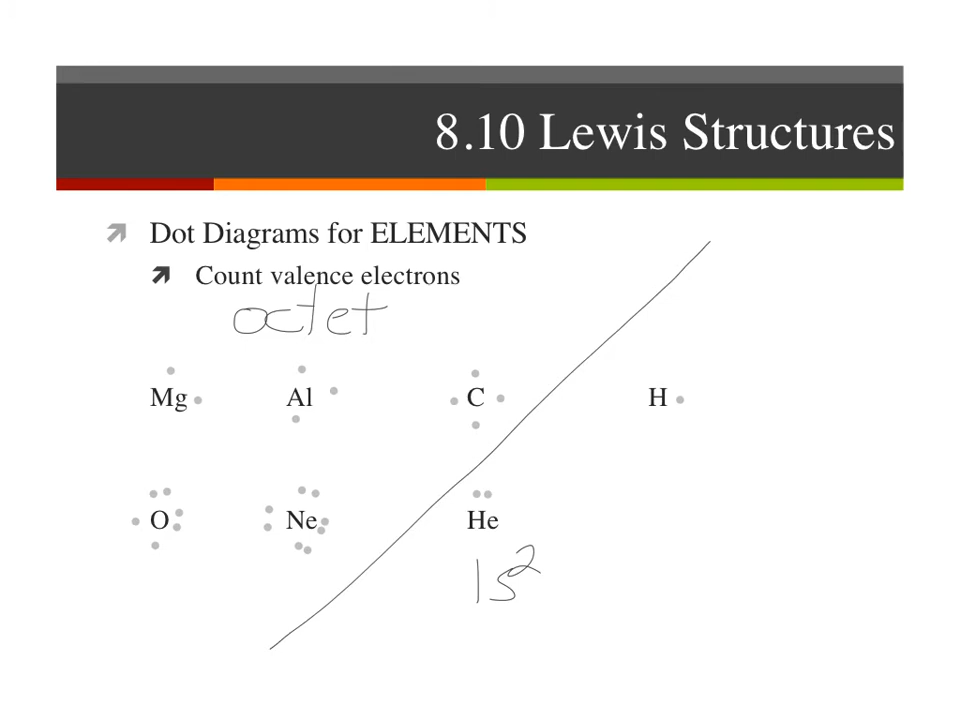 8.10 Lewis Structures
Dot Diagrams for ELEMENTS
Count valence electrons
octet
Mg Al C H
O Ne He
1s²